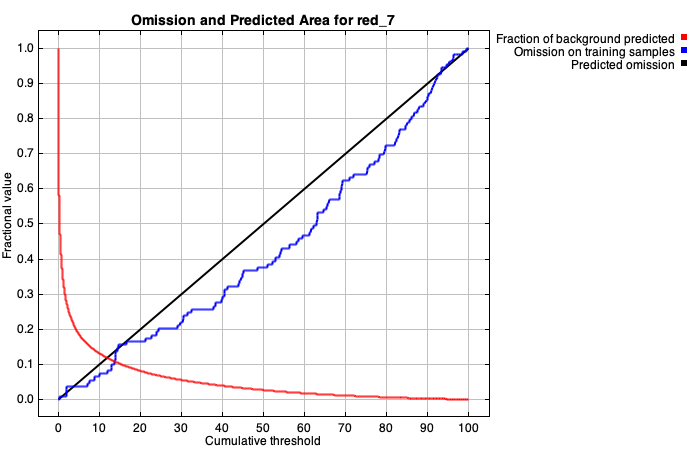 Omission and Predicted Area for red_7
Fraction of background predicted
Omission on training samples
Predicted omission
Fractional value
1.0
0.9
0.8
0.7
0.6
0.5
0.4
0.3
0.2
0.1
0.0
0 10 20 30 40 50 60 70 80 90 100
Cumulative threshold